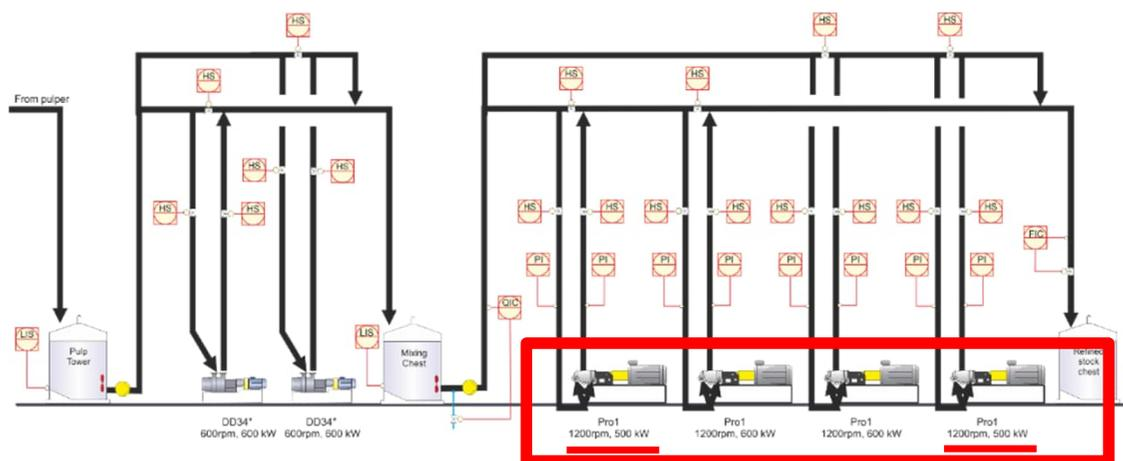 HS
HS
HS
HS
HS
HS
From pulper
HS
HS
HS
HS
HS
HS
HS
HS
HS
HS
HS
HS
FIC
PI
PI
PI
PI
PI
PI
PI
PI
QIC
LIS
LIS
Pulp
Tower
Mixing
Chest
Refined
stock
chest
DD34"
600rpm, 600 kW
DD34"
600rpm, 600 kW
Pro1
1200rpm, 500 kW
Pro1
1200rpm, 600 kW
Pro1
1200rpm, 600 kW
Pro1
1200rpm, 500 kW